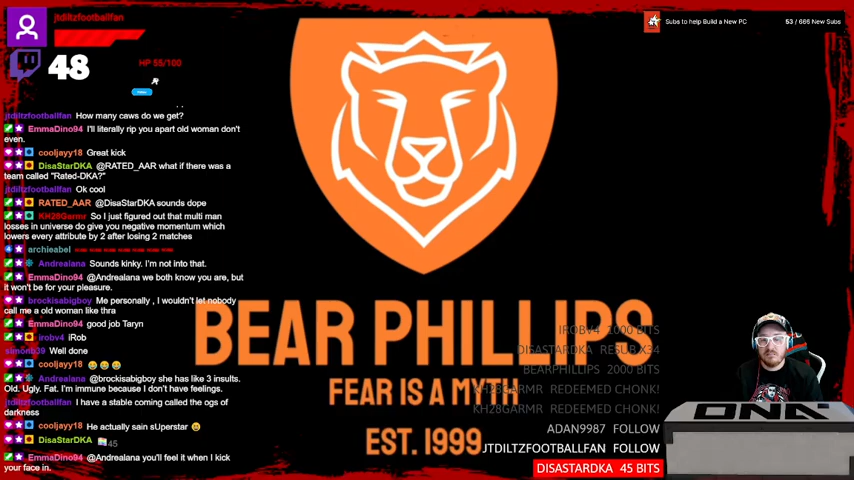 jtdiltzfootballfan
48
HP 55/100
Subs to help Build a New PC
53 / 666 New Subs
jtdiltzfootballfan How many caws do we get?
EmmaDino94 I'll literally rip you apart old woman don't
even.
cooljayy18 Great kick
DisaStarDKA @RATED_AAR what if there was a
team called "Rated-DKA?"
jtdiltzfootballfan Ok cool
RATED_AAR @DisaStarDKA sounds dope
KH28Garmr So I just figured out that multi man
losses in universe do give you negative momentum which
lowers every attribute by 2 after losing 2 matches
archieabel
Andrealana Sounds kinky. I'm not into that.
EmmaDino94 @Andrealana we both know you are, but
it won't be for your pleasure.
brockisabigboy Me personally , I wouldn't let nobody
call me a old woman like thra
EmmaDino94 good job Taryn
irobv4 iRob
simonb39 Well done
cooljayy18 😂 😂 😂
Andrealana @brockisabigboy she has like 3 insults.
Old. Ugly. Fat. I'm immune because I don't have feelings.
jtdiltzfootballfan I have a stable coming called the ogs of
darkness
cooljayy18 He actually sain sUperstar
DisaStarDKA 45
EmmaDino94 @Andrealana you'll feel it when I kick
your face in.
BEAR PHILLIPS
FEAR IS A MYTH
EST. 1999
IROBV4 1000 BITS
DISASTARDKA RESUB X34
BEARPHILLIPS 2000 BITS
KH28GARMR REDEEMED CHONK!
KH28GARMR REDEEMED CHONK!
ADAN9987 FOLLOW
JTDILTZFOOTBALLFAN FOLLOW
DISASTARDKA 45 BITS